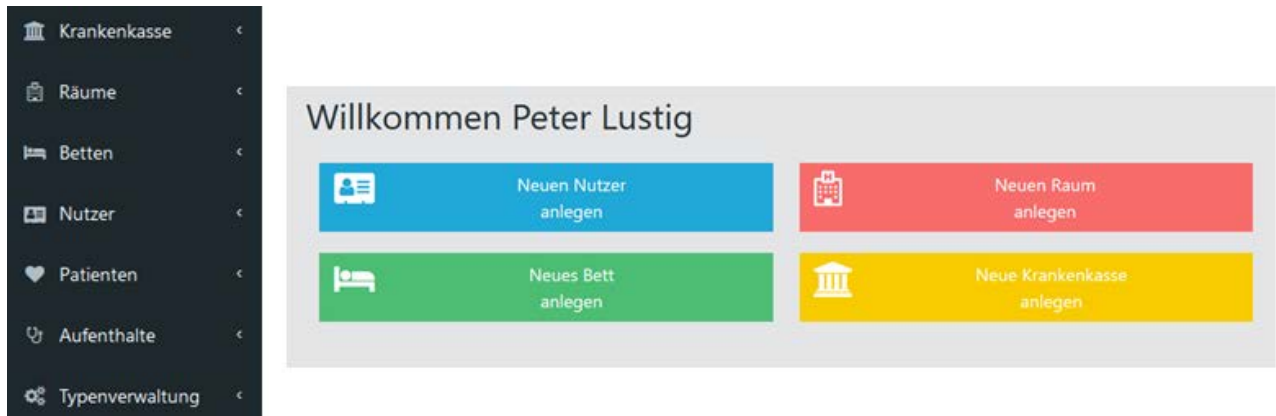 Krankenkasse
Räume
Betten
Nutzer
Patienten
Aufenthalte
Typenverwaltung
Willkommen Peter Lustig
Neuen Nutzer
anlegen
Neuen Raum
anlegen
Neues Bett
anlegen
Neue Krankenkasse
anlegen